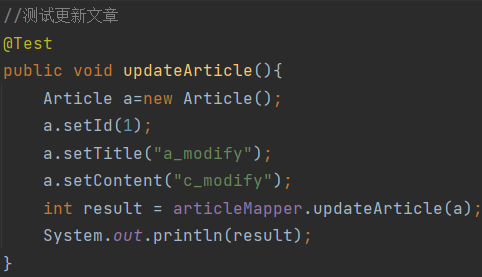 //测试更新文章
@Test
public void updateArticle(){
    Article a=new Article();
    a.setId(1);
    a.setTitle("a_modify");
    a.setContent("c_modify");
    int result = articleMapper.updateArticle(a);
    System.out.println(result);
}